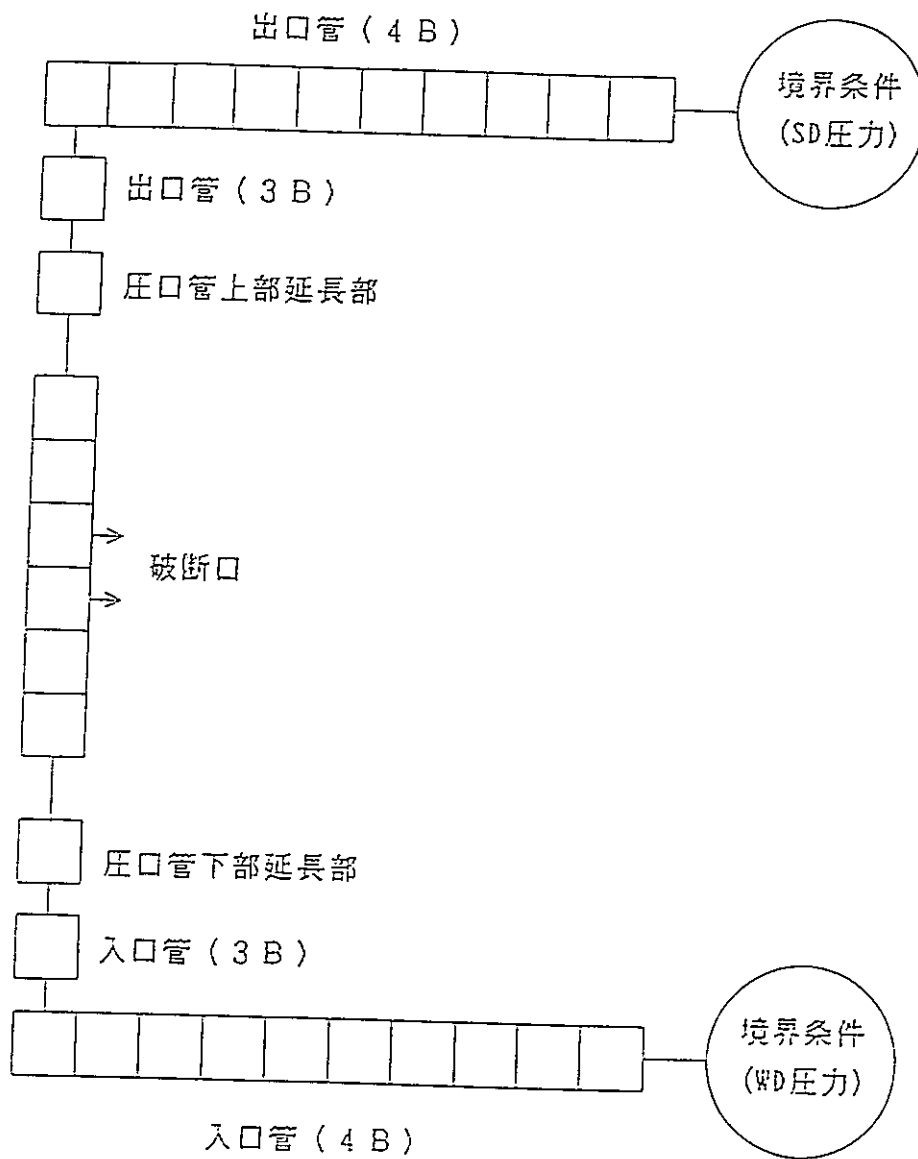 出口管(4B)
境界条件
(SD圧力)
出口管(3B)
圧口管上部延長部
破断口
圧口管下部延長部
入口管(3B)
境界条件
(WD圧力)
入口管(4B)